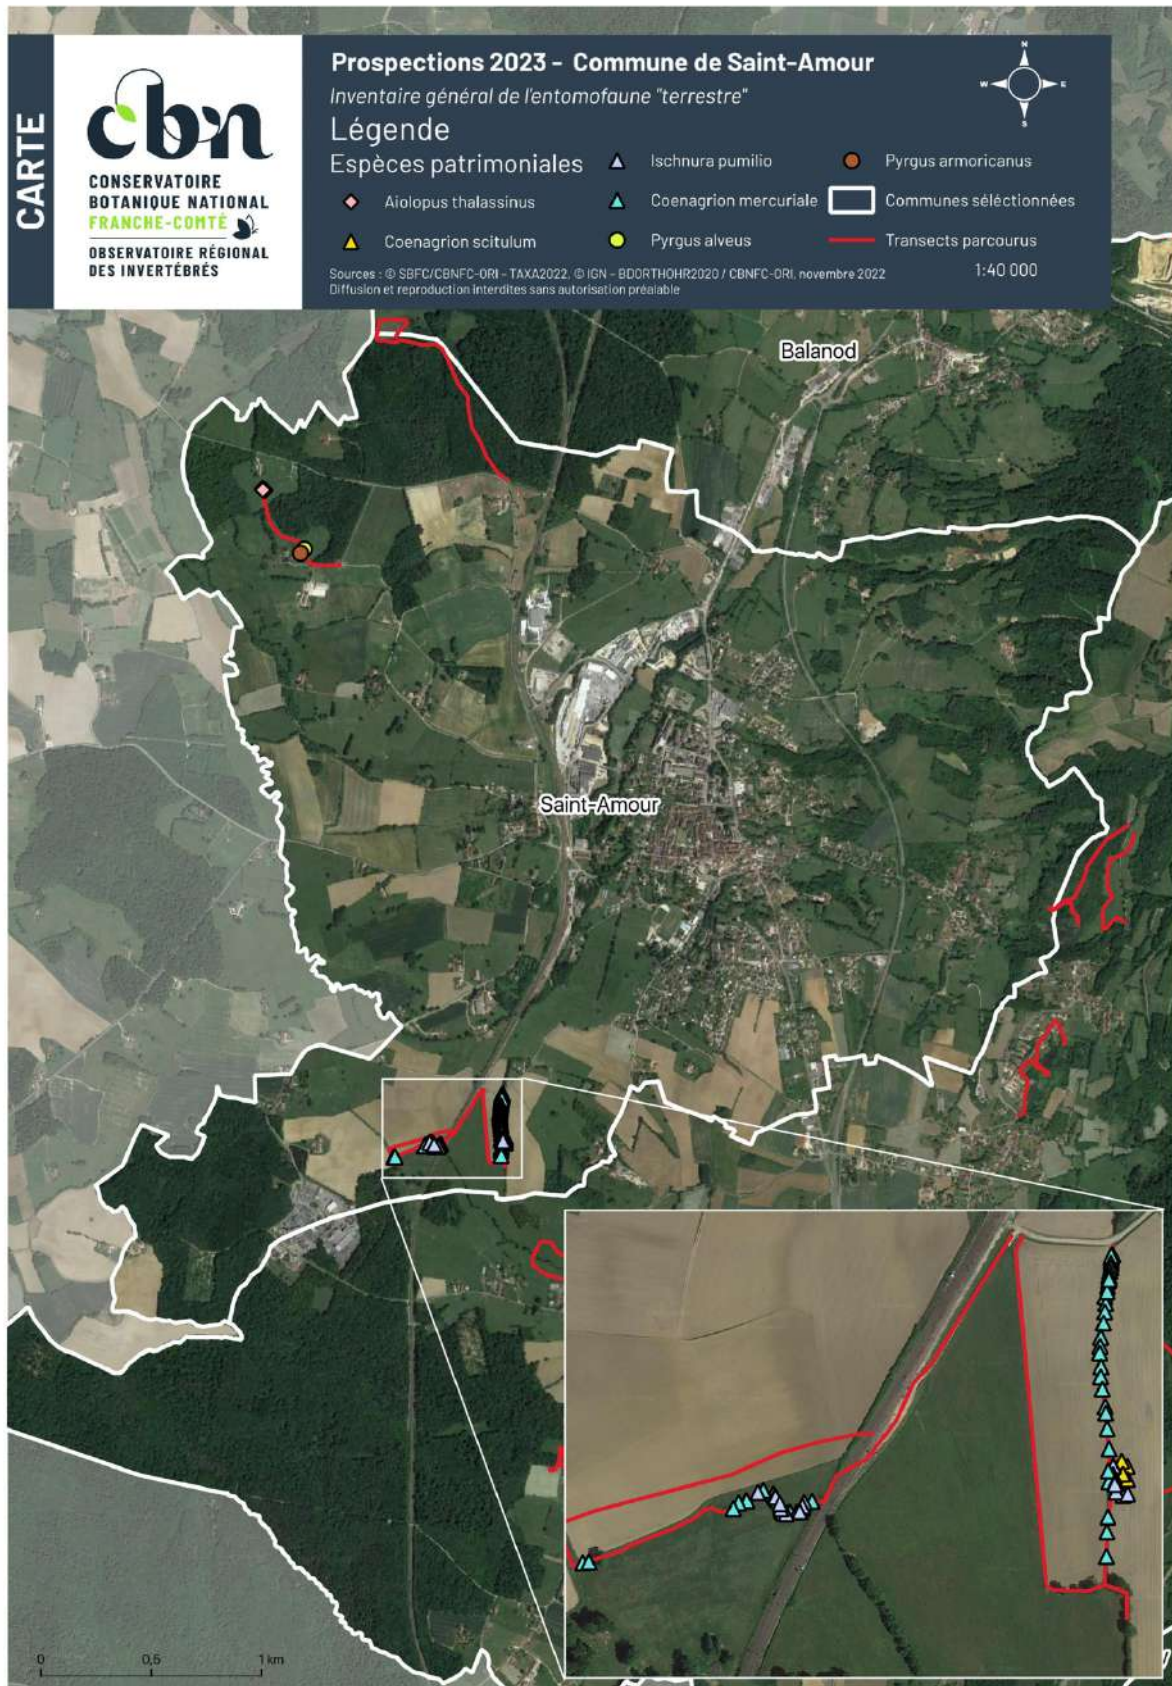 CARTE
cbn
CONSERVATOIRE
BOTANIQUE NATIONAL
FRANCHE-COMTÉ
OBSERVATOIRE RÉGIONAL
DES INVERTÉBRÉS
Prospections 2023 - Commune de Saint-Amour
Inventaire général de l'entomofaune "terrestre"
Légende
Espèces patrimoniales
Aiolopus thalassinus
Coenagrion scitulum
Ischnura pumilio
Coenagrion mercuriale
Pyrgus alveus
Pyrgus armoricanus
Communes séléctionnées
Transects parcourus
Sources : © SBFC/CBNFC-ORI - TAXA2022, © IGN - BDORTHOHR2020 / CBNFC-ORI, novembre 2022
Diffusion et reproduction interdites sans autorisation préalable
1:40 000
N
W
E
S
Balanod
Saint-Amour
0
0,5
1 km